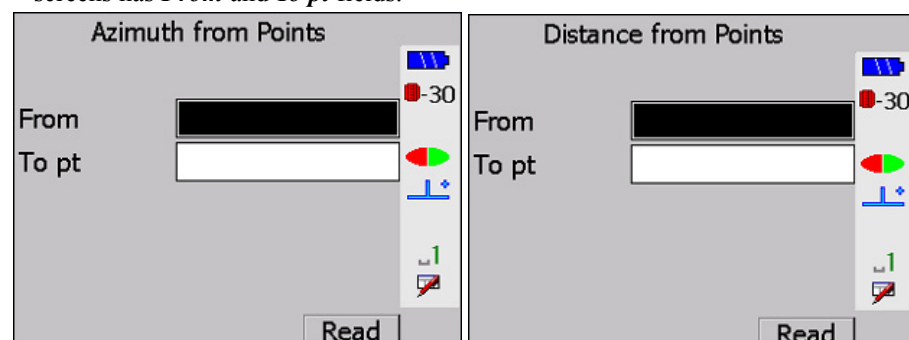 screens has From and To pt fields.
Azimuth from Points
-30
From
To pt
1
Read
Distance from Points
-30
From
To pt
1
Read